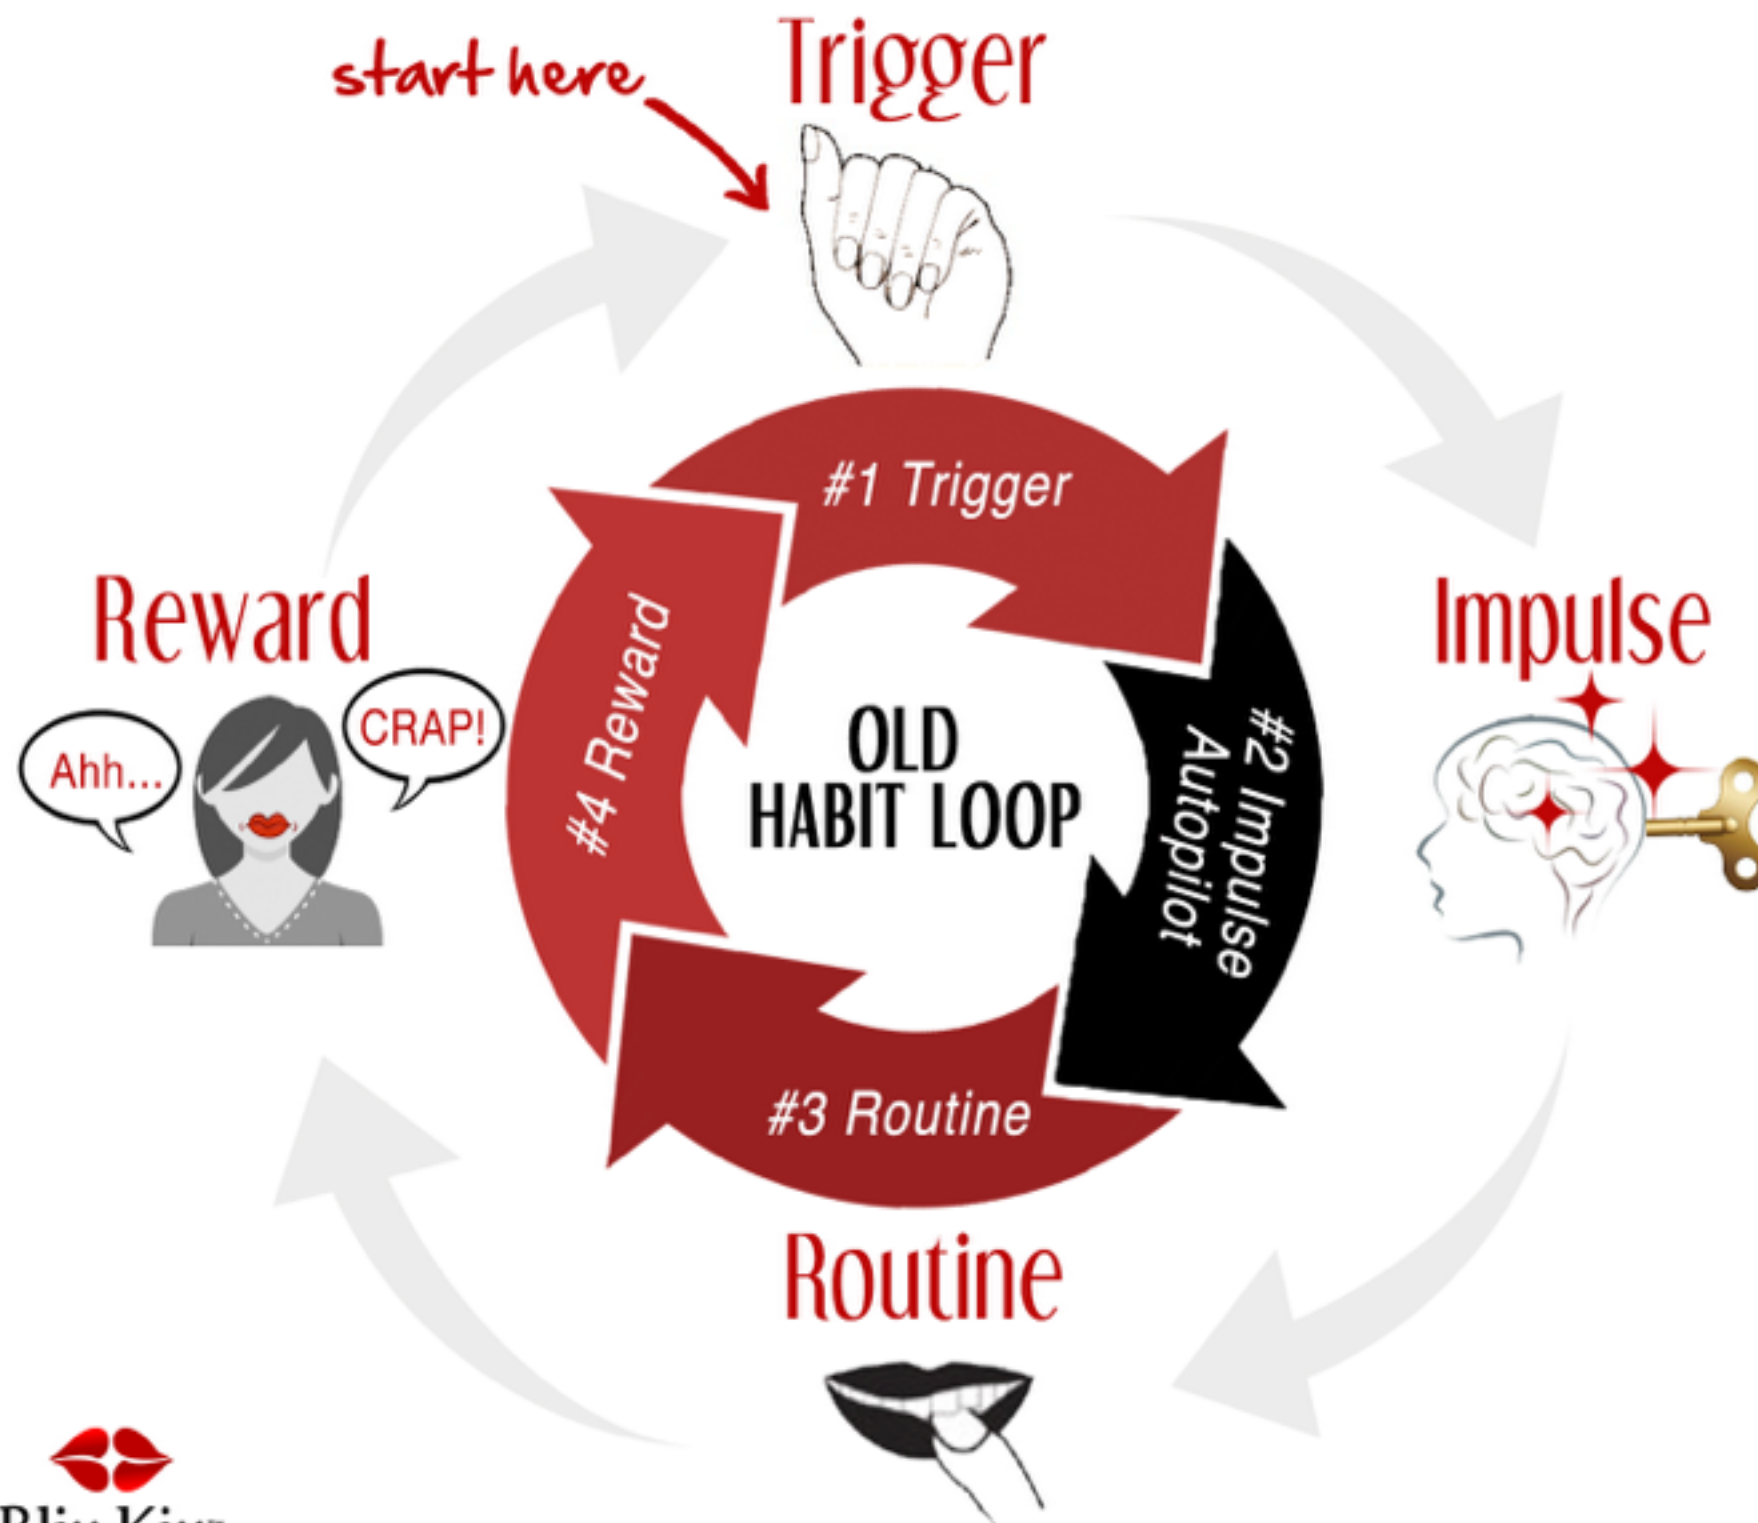 start here
Trigger
#1 Trigger
Reward
Impulse
Ahh...
CRAP!
#4 Reward
OLD
HABIT LOOP
#2 Impulse
Autopilot
#3 Routine
Routine